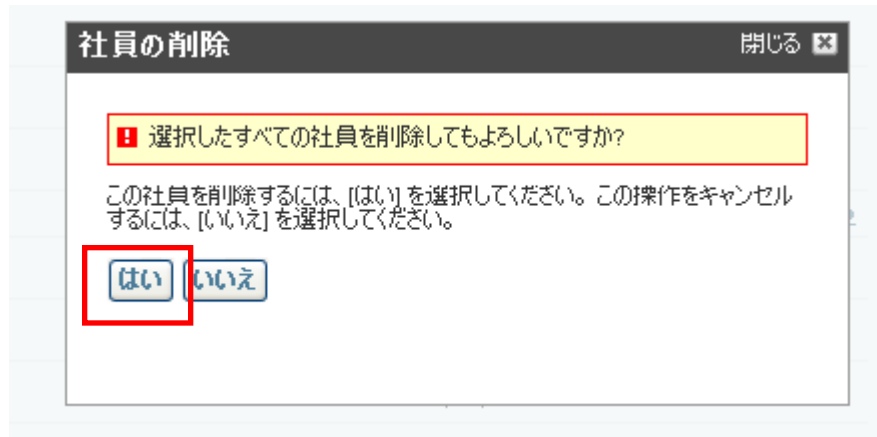 社員の削除
閉じる
選択したすべての社員を削除してもよろしいですか?
この社員を削除するには、[はい] を選択してください。この操作をキャンセル
するには、[いいえ] を選択してください。
はい いいえ